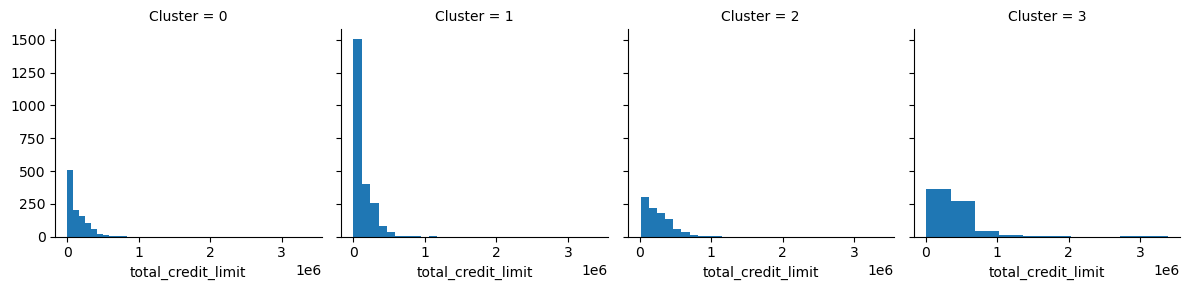 Cluster = 0 Cluster = 1 Cluster = 2 Cluster = 3
1500
1250
1000
750
500
250
0
0 1 2 3 0 1 2 3 0 1 2 3 0 1 2 3
1e6 1e6 1e6 1e6
total_credit_limit total_credit_limit total_credit_limit total_credit_limit